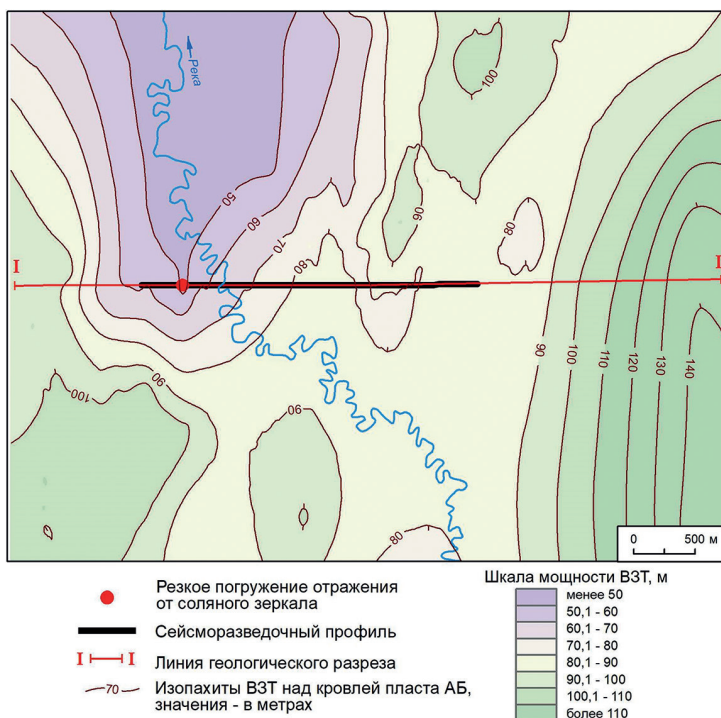 Река
100
50
60
70
80
90
80
I
I
90
100
110
120
130
140
90
100
90
80
0 500 м
Резкое погружение отражения
от соляного зеркала
Сейсморазведочный профиль
I I Линия геологического разреза
70 Изопахиты ВЗТ над кровлей пласта АБ,
значения - в метрах
Шкала мощности ВЗТ, м
менее 50
50,1 - 60
60,1 - 70
70,1 - 80
80,1 - 90
90,1 - 100
100,1 - 110
более 110